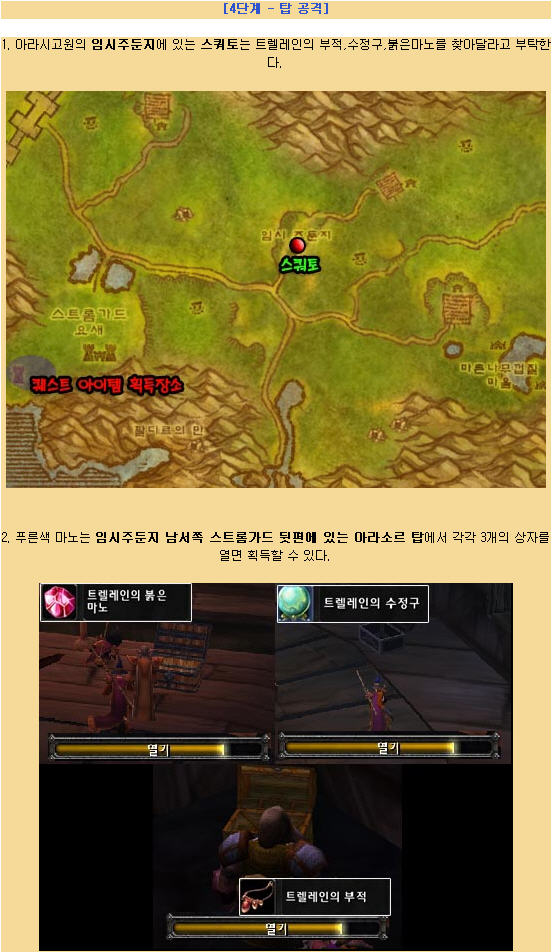 [4단계 - 탑 공격]
1. 아라시고원의 임시주둔지에 있는 스쿼토는 트렐레인의 부적,수정구,붉은마노를 찾아달라고 부탁한
다.
임시 주둔지
스쿼토
스트롬가드
요새
퀘스트 아이템 획득장소
마른나무껍질
마을
팔디르의 만
2. 푸른색 마노는 임시주둔지 남서쪽 스트롬가드 뒷편에 있는 아라소르 탑에서 각각 3개의 상자를
열면 획득할 수 있다.
트렐레인의 붉은
마노
트렐레인의 수정구
열기
열기
트렐레인의 부적
열기